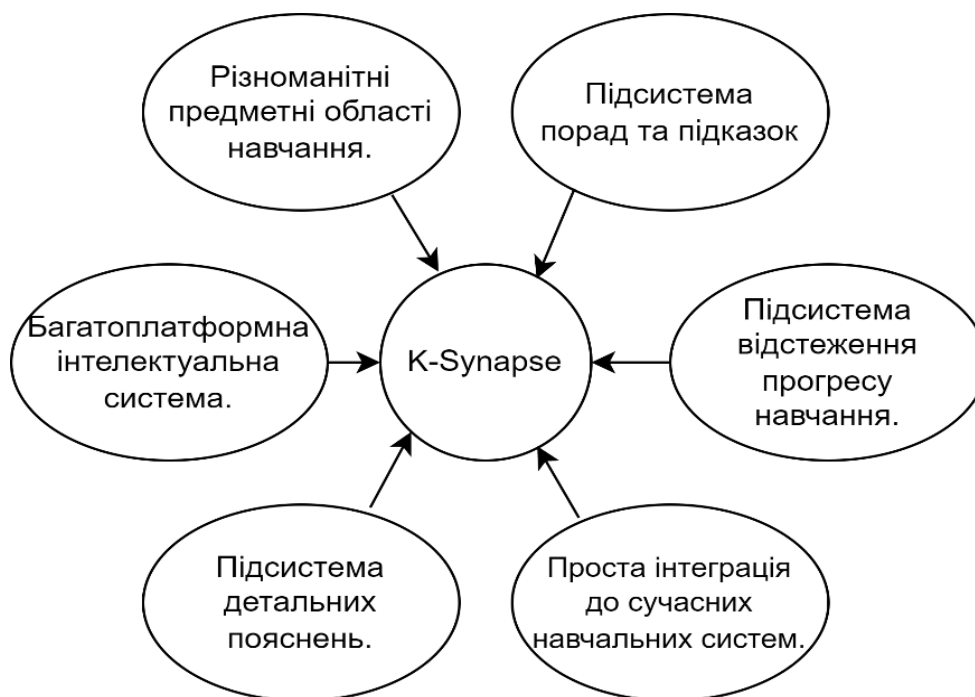 Різноманітні
предметні області
навчання.
Підсистема
порад та підказок
Багатоплатформна
інтелектуальна
система.
K-Synapse
Підсистема
відстеження
прогресу
навчання.
Підсистема
детальних
пояснень.
Проста інтеграція
до сучасних
навчальних систем.